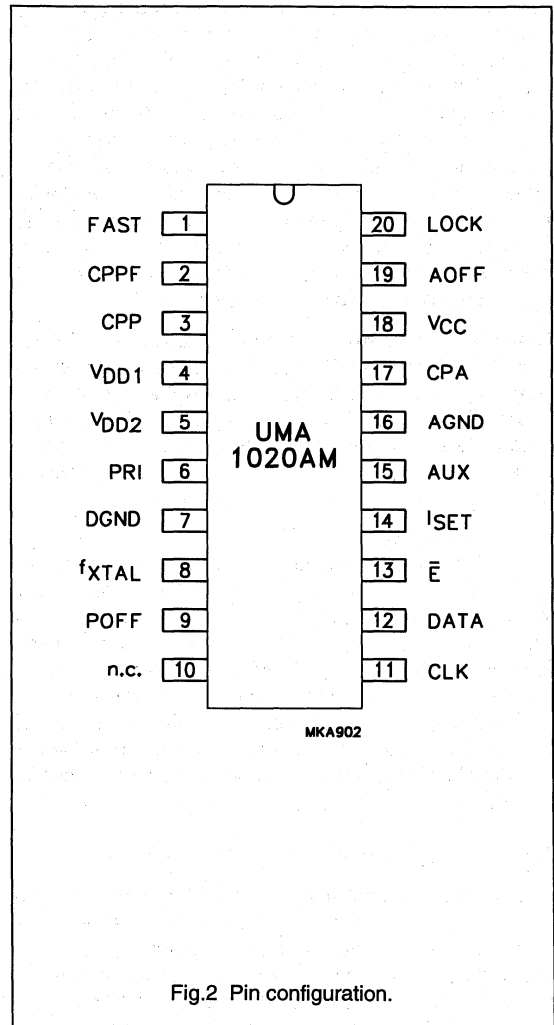 FAST 1 20 LOCK
CPPF 2 19 AOFF
CPP 3 18 VCC
VDD1 4 17 CPA
VDD2 5 16 AGND
UMA
1020AM
PRI 6 15 AUX
DGND 7 14 ISET
fXTAL 8 13 E̅
POFF 9 12 DATA
n.c. 10 11 CLK
MKA902
Fig.2 Pin configuration.